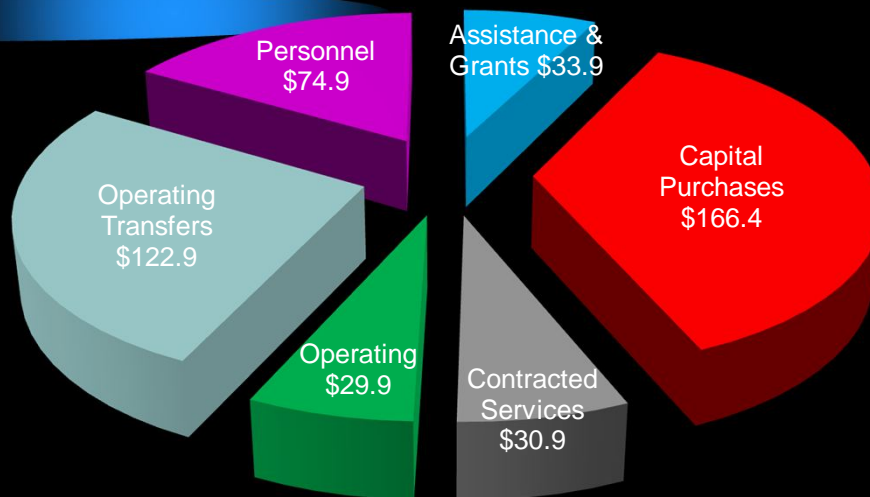 Personnel
$74.9
Assistance &
Grants $33.9
Capital
Purchases
$166.4
Operating
Transfers
$122.9
Operating
$29.9
Contracted
Services
$30.9